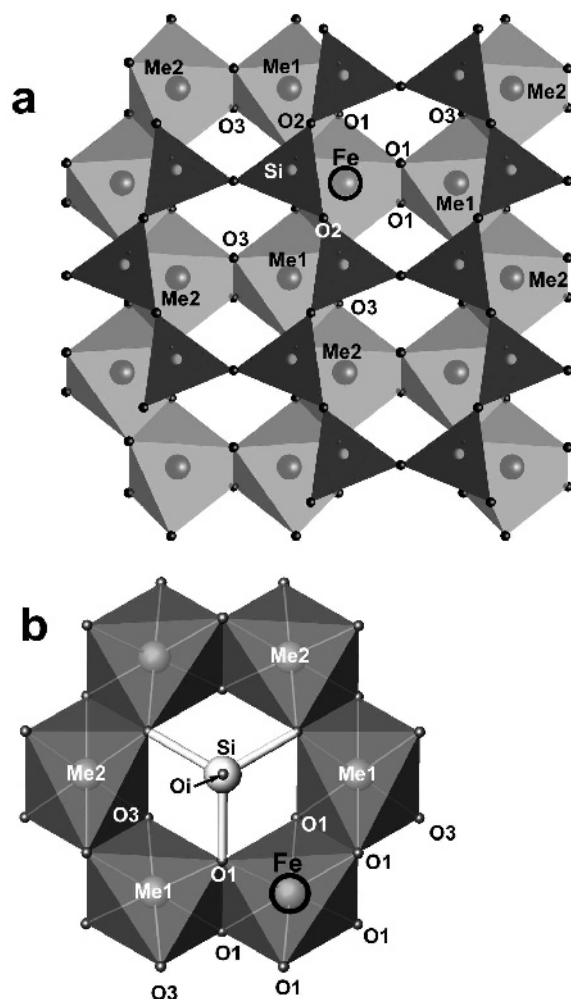 a
Me2 Me1 Me2
O3 O2 O1 O3
Si Fe O1
Me1
O1
O3 O2
Me1
Me2 Me2
O3
Me2
b
Me2
Si
Me2 Oi Me1
O3 O1 O3
Fe
Me1 O1 O1
O1 O1
O3 O1